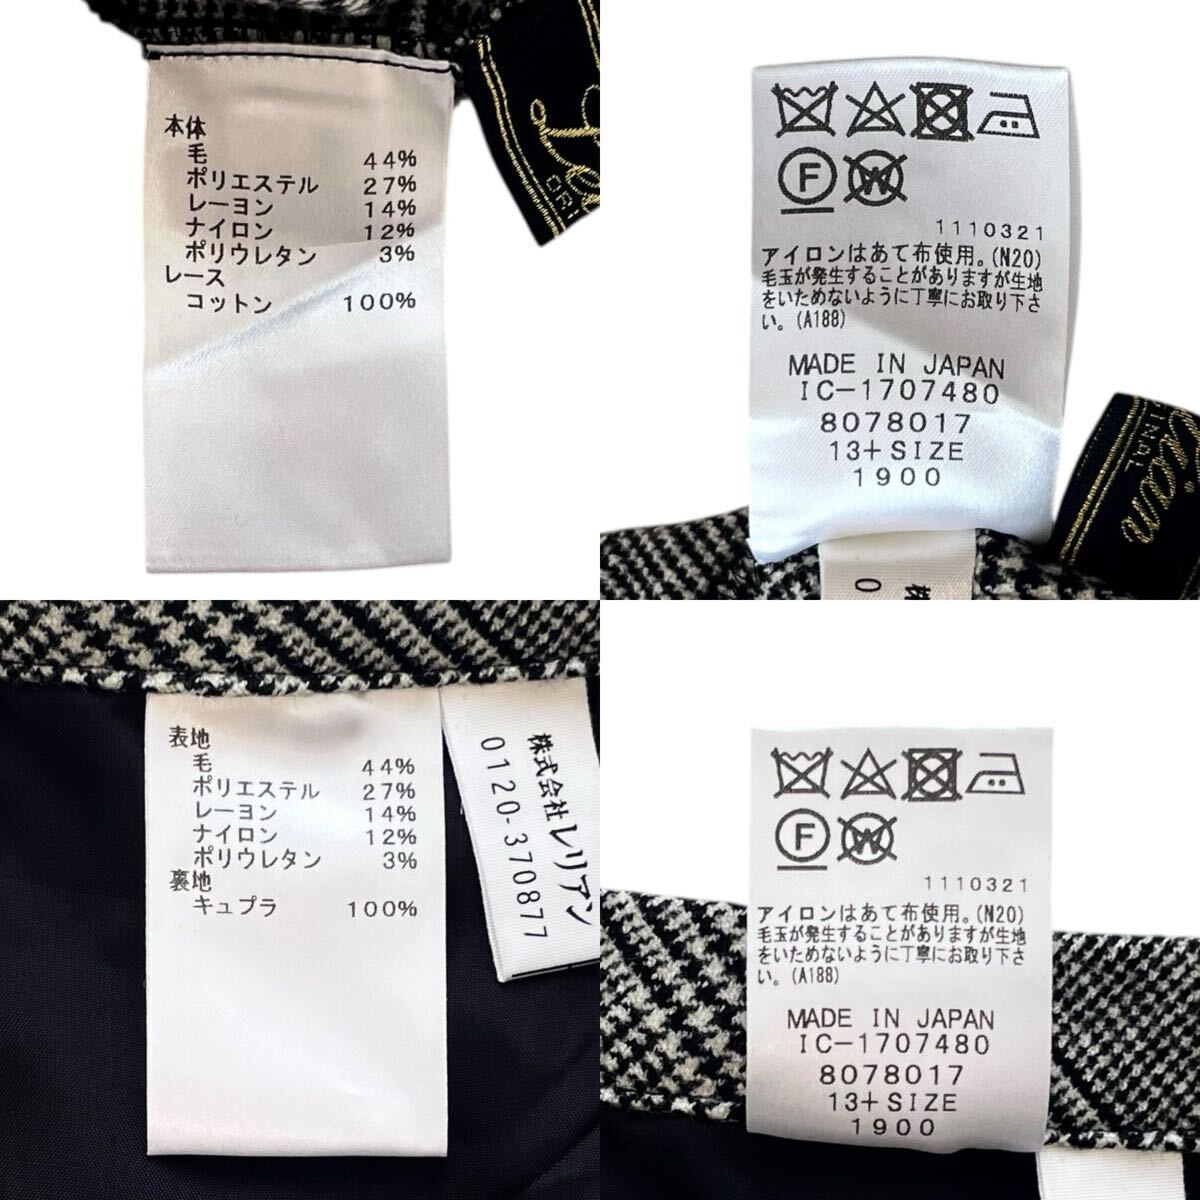 本体
毛 44%
ポリエステル 27%
レーヨン 14%
ナイロン 12%
ポリウレタン 3%
レース
コットン 100%
F W
1110321
アイロンはあて布使用。(N20)
毛玉が発生することがありますが生地
をいためないように丁寧にお取り下さ
い。(A188)
MADE IN JAPAN
IC-1707480
8078017
13+ SIZE
1900
表地
毛 44%
ポリエステル 27%
レーヨン 14%
ナイロン 12%
ポリウレタン 3%
裏地
キュプラ 100%
株式会社レリアン
0120-370877
F W
1110321
アイロンはあて布使用。(N20)
毛玉が発生することがありますが生地
をいためないように丁寧にお取り下さ
い。(A188)
MADE IN JAPAN
IC-1707480
8078017
13+ SIZE
1900